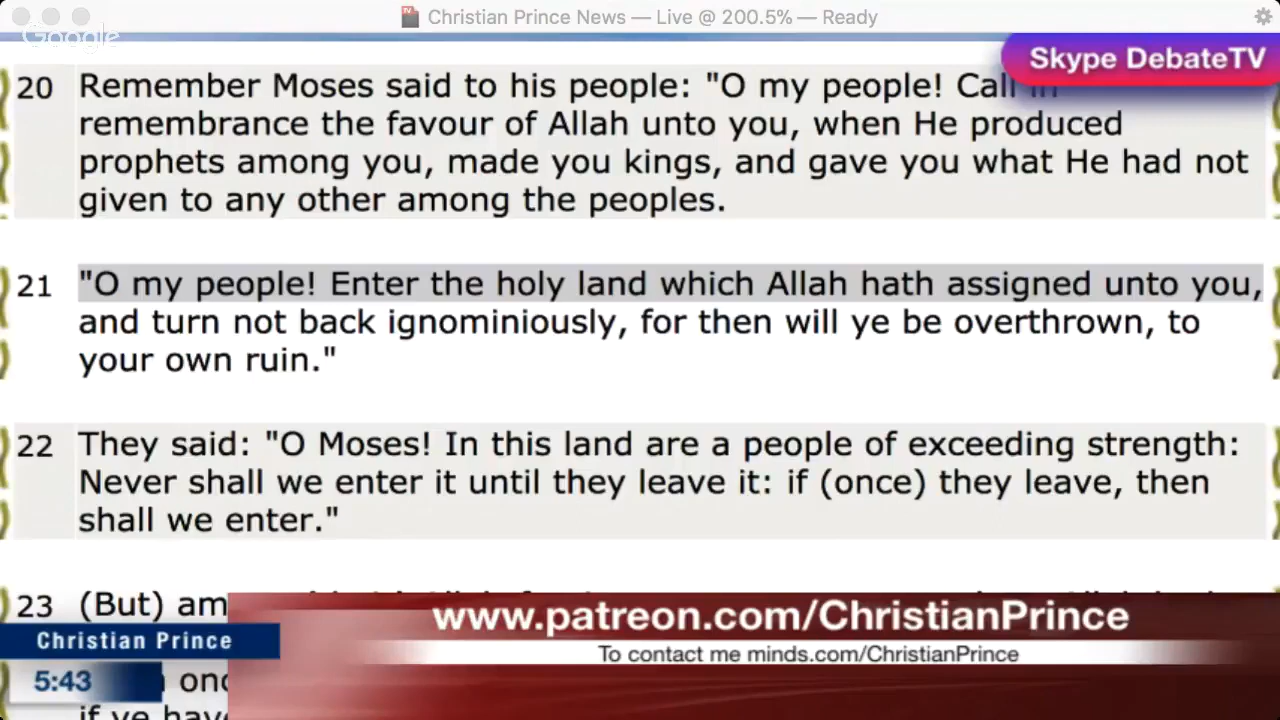 Christian Prince News — Live @ 200.5% — Ready
Google
Skype DebateTV
20 Remember Moses said to his people: "O my people! Call in
remembrance the favour of Allah unto you, when He produced
prophets among you, made you kings, and gave you what He had not
given to any other among the peoples.
21 "O my people! Enter the holy land which Allah hath assigned unto you,
and turn not back ignominiously, for then will ye be overthrown, to
your own ruin."
22 They said: "O Moses! In this land are a people of exceeding strength:
Never shall we enter it until they leave it: if (once) they leave, then
shall we enter."
23 (But)
www.patreon.com/ChristianPrince
Christian Prince
To contact me minds.com/ChristianPrince
5:43
if ye